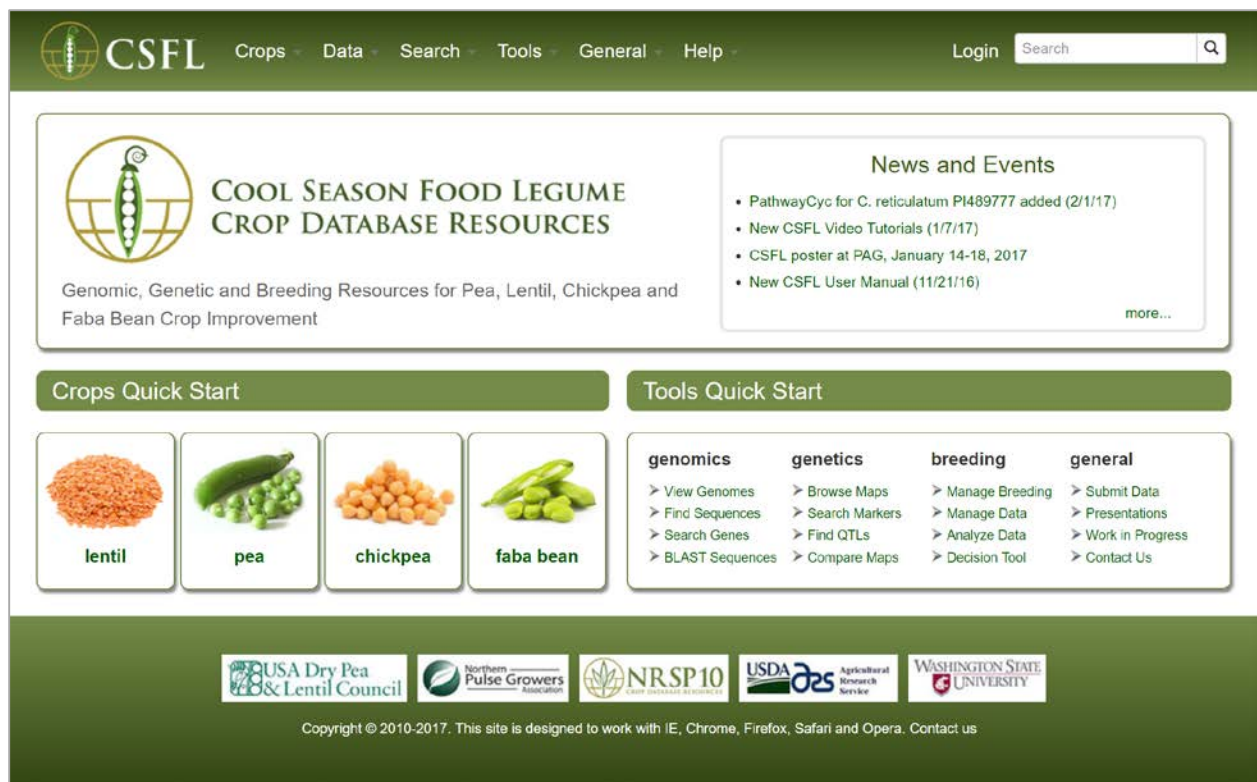 CSFL
Crops Data Search Tools General Help
Login Search
COOL SEASON FOOD LEGUME
CROP DATABASE RESOURCES
Genomic, Genetic and Breeding Resources for Pea, Lentil, Chickpea and
Faba Bean Crop Improvement
News and Events
• PathwayCyc for C. reticulatum PI489777 added (2/1/17)
• New CSFL Video Tutorials (1/7/17)
• CSFL poster at PAG, January 14-18, 2017
• New CSFL User Manual (11/21/16)
more...
Crops Quick Start
lentil
pea
chickpea
faba bean
Tools Quick Start
genomics
View Genomes
Find Sequences
Search Genes
BLAST Sequences
genetics
Browse Maps
Search Markers
Find QTLs
Compare Maps
breeding
Manage Breeding
Manage Data
Analyze Data
Decision Tool
general
Submit Data
Presentations
Work in Progress
Contact Us
USA Dry Pea
& Lentil Council
Northern
Pulse Growers
Association
NRSP10
CROP DATABASE RESOURCES
USDA ars
Agricultural
Research
Service
WASHINGTON STATE
UNIVERSITY
Copyright © 2010-2017. This site is designed to work with IE, Chrome, Firefox, Safari and Opera. Contact us